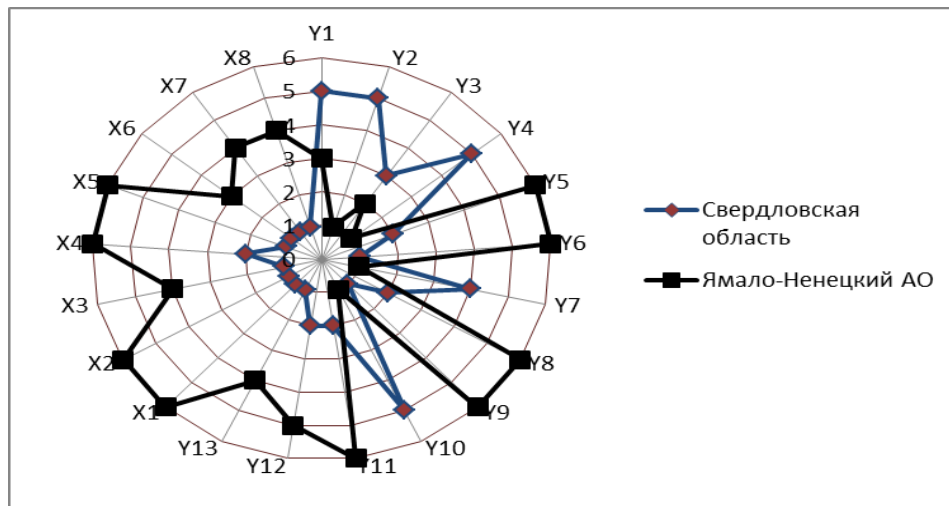 Y1
Y2
Y3
Y4
Y5
Y6
Y7
Y8
Y9
Y10
Y11
Y12
Y13
X1
X2
X3
X4
X5
X6
X7
X8
6
5
4
3
2
1
0
Свердловская
область
Ямало-Ненецкий АО